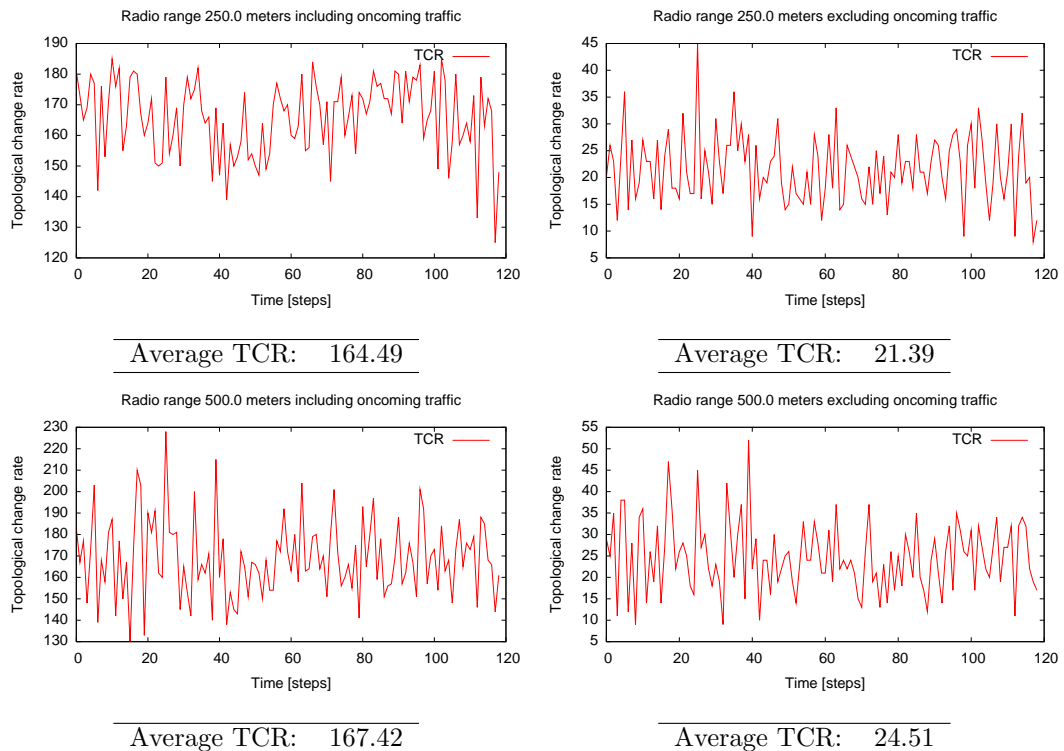 Radio range 250.0 meters including oncoming traffic
TCR
Topological change rate
190
180
170
160
150
140
130
120
0 20 40 60 80 100 120
Time [steps]
Average TCR: 164.49
Radio range 250.0 meters excluding oncoming traffic
TCR
Topological change rate
45
40
35
30
25
20
15
10
5
0 20 40 60 80 100 120
Time [steps]
Average TCR: 21.39
Radio range 500.0 meters including oncoming traffic
TCR
Topological change rate
230
220
210
200
190
180
170
160
150
140
130
0 20 40 60 80 100 120
Time [steps]
Average TCR: 167.42
Radio range 500.0 meters excluding oncoming traffic
TCR
Topological change rate
55
50
45
40
35
30
25
20
15
10
5
0 20 40 60 80 100 120
Time [steps]
Average TCR: 24.51